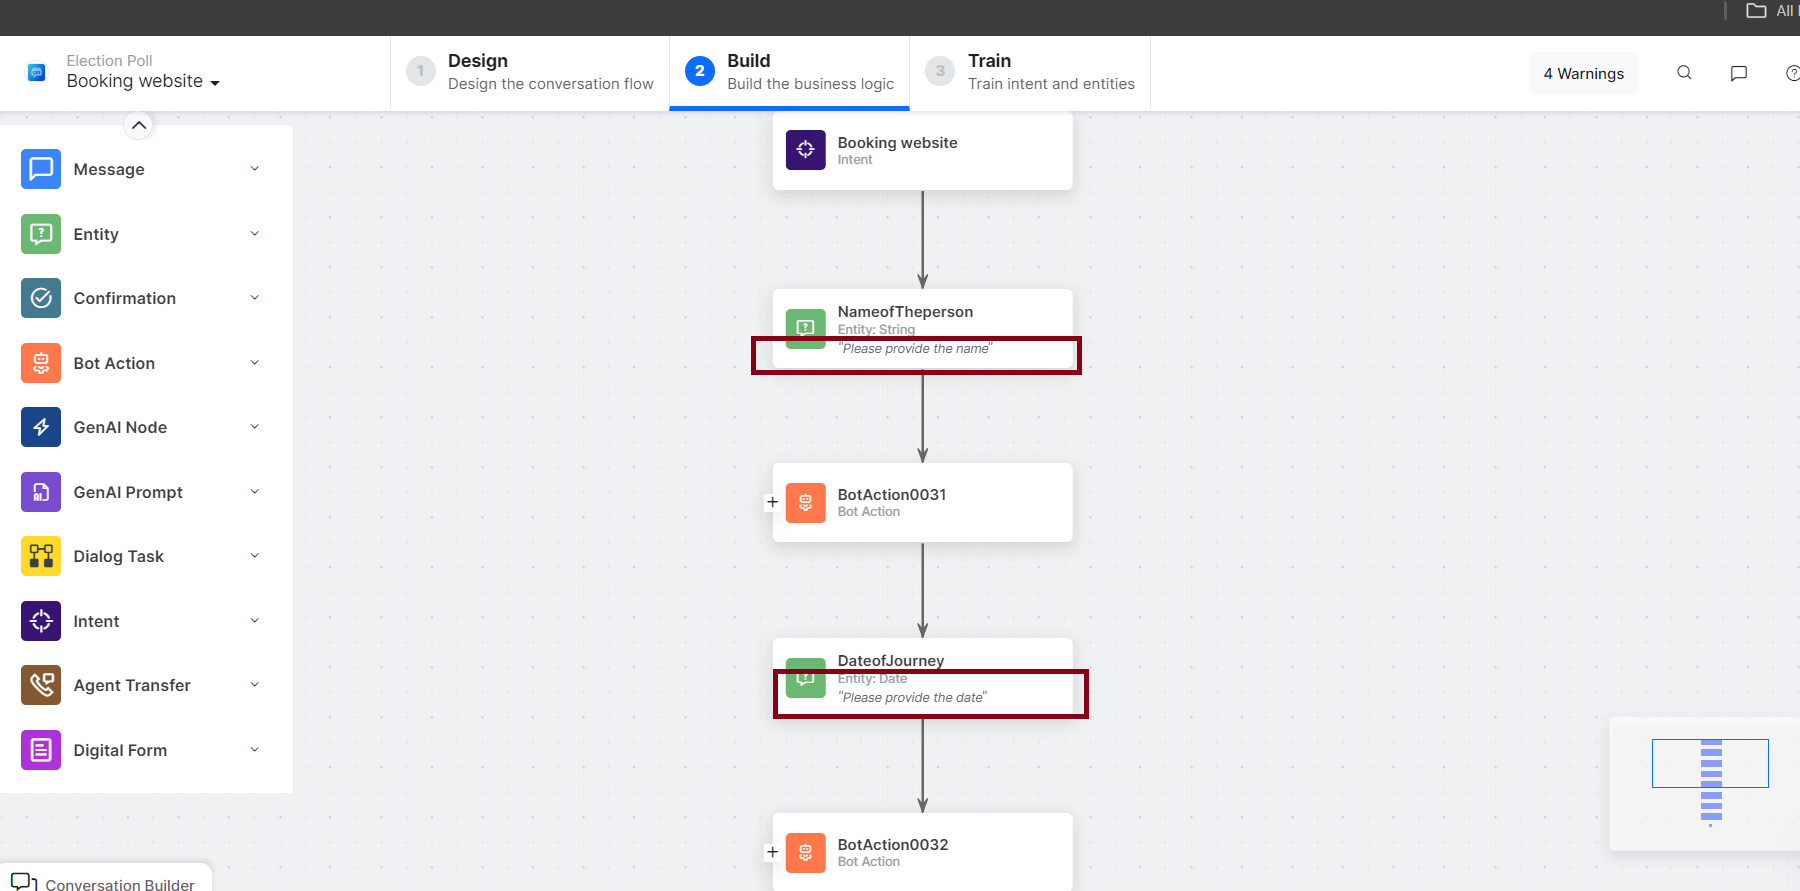 All
Election Poll
Booking website
1
Design
Design the conversation flow
2
Build
Build the business logic
3
Train
Train intent and entities
4 Warnings
Message
Entity
Confirmation
Bot Action
GenAI Node
GenAI Prompt
Dialog Task
Intent
Agent Transfer
Digital Form
Conversation Builder
Booking website
Intent
NameofTheperson
Entity: String
"Please provide the name"
BotAction0031
Bot Action
DateofJourney
Entity: Date
"Please provide the date"
BotAction0032
Bot Action